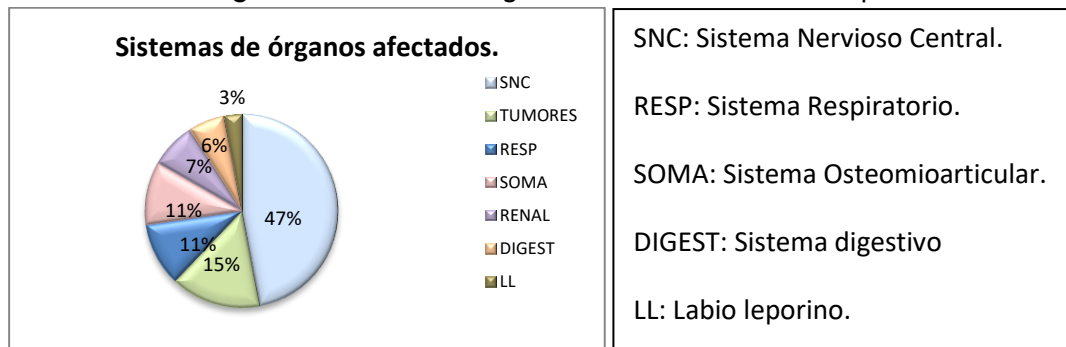 Sistemas de órganos afectados.
3%
6%
7%
11%
11%
15%
47%
SNC
TUMORES
RESP
SOMA
RENAL
DIGEST
LL
SNC: Sistema Nervioso Central.
RESP: Sistema Respiratorio.
SOMA: Sistema Osteomioarticular.
DIGEST: Sistema digestivo
LL: Labio leporino.